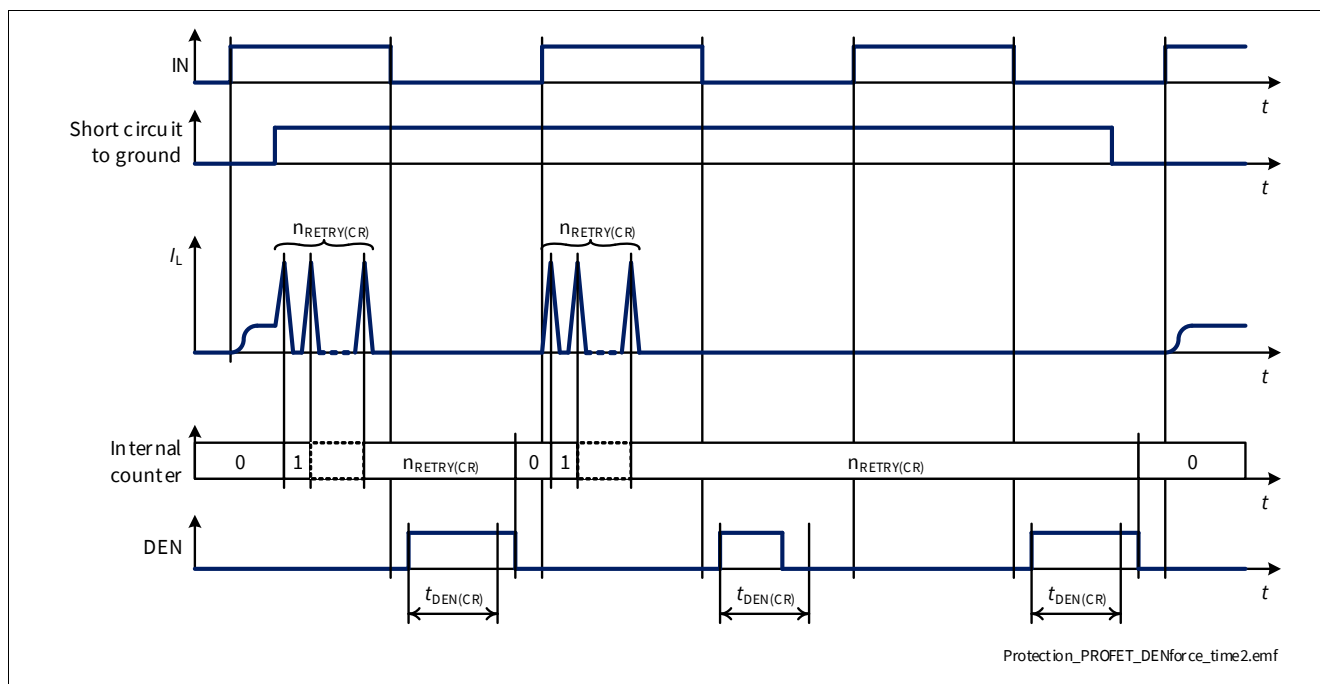 IN
t
Short circuit
to ground
t
nRETRY(CR)
nRETRY(CR)
IL
t
Internal
counter
0
1
nRETRY(CR)
0
1
nRETRY(CR)
0
t
DEN
t
tDEN(CR)
tDEN(CR)
tDEN(CR)
Protection_PROFET_DENforce_time2.emf